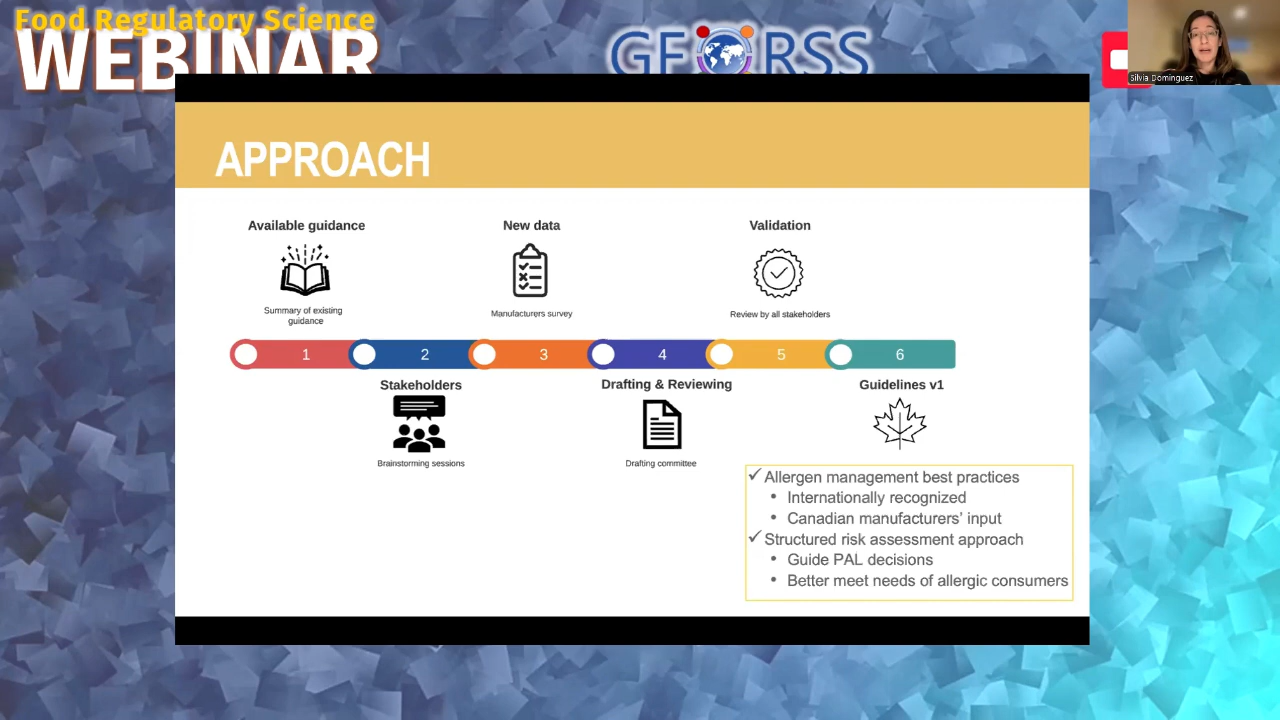 Food Regulatory Science
WEBINAR
GFORSS
Silvia Dominguez
APPROACH
Available guidance
New data
Validation
Summary of existing
guidance
Manufacturers survey
Review by all stakeholders
1
2
3
4
5
6
Stakeholders
Drafting & Reviewing
Guidelines v1
Brainstorming sessions
Drafting committee
✓ Allergen management best practices
• Internationally recognized
• Canadian manufacturers' input
✓ Structured risk assessment approach
• Guide PAL decisions
• Better meet needs of allergic consumers